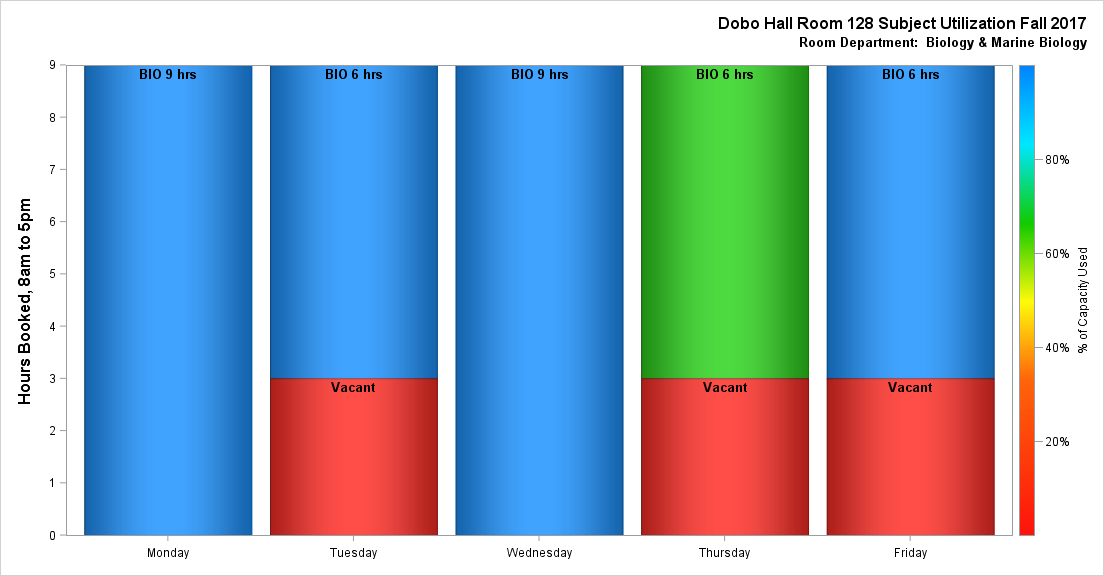 Dobo Hall Room 128 Subject Utilization Fall 2017
Room Department:  Biology & Marine Biology
Hours Booked, 8am to 5pm
9
8
7
6
5
4
3
2
1
0
BIO 9 hrs
BIO 6 hrs
BIO 9 hrs
BIO 6 hrs
BIO 6 hrs
Vacant
Vacant
Vacant
Monday
Tuesday
Wednesday
Thursday
Friday
80%
60%
40%
20%
% of Capacity Used